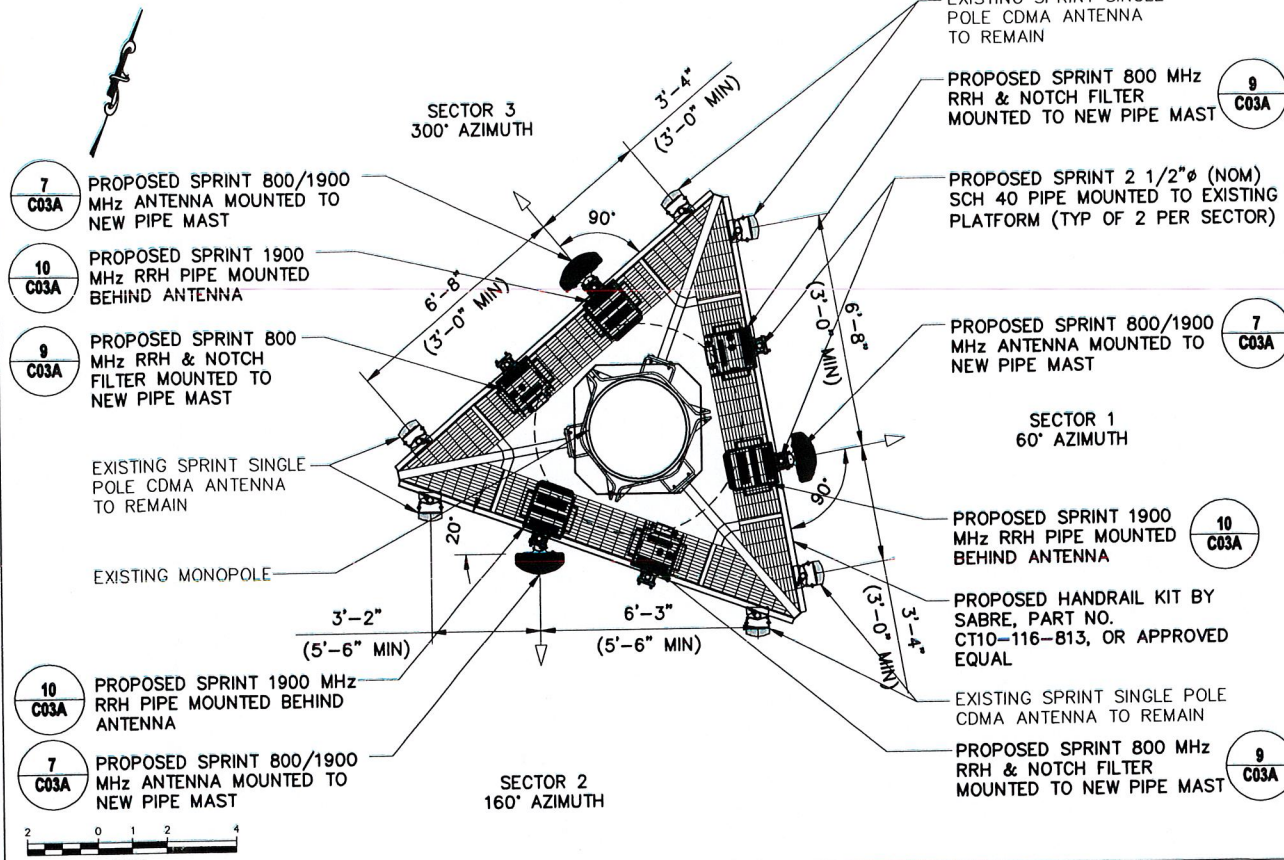 EXISTING SPRINT SINGLE
POLE CDMA ANTENNA
TO REMAIN
PROPOSED SPRINT 800 MHz
RRH & NOTCH FILTER
MOUNTED TO NEW PIPE MAST
9
C03A
PROPOSED SPRINT 2 1/2"ø (NOM)
SCH 40 PIPE MOUNTED TO EXISTING
PLATFORM (TYP OF 2 PER SECTOR)
SECTOR 3
300° AZIMUTH
3'-4"
(3'-0" MIN)
7
C03A
PROPOSED SPRINT 800/1900
MHz ANTENNA MOUNTED TO
NEW PIPE MAST
90°
10
C03A
PROPOSED SPRINT 1900
MHz RRH PIPE MOUNTED
BEHIND ANTENNA
6'-8"
(3'-0" MIN)
9
C03A
PROPOSED SPRINT 800
MHz RRH & NOTCH
FILTER MOUNTED TO
NEW PIPE MAST
6'-8"
(3'-0" MIN)
PROPOSED SPRINT 800/1900
MHz ANTENNA MOUNTED TO
NEW PIPE MAST
7
C03A
SECTOR 1
60° AZIMUTH
90°
EXISTING SPRINT SINGLE
POLE CDMA ANTENNA
TO REMAIN
20°
EXISTING MONOPOLE
PROPOSED SPRINT 1900
MHz RRH PIPE MOUNTED
BEHIND ANTENNA
10
C03A
3'-2"
(5'-6" MIN)
6'-3"
(5'-6" MIN)
3'-4"
(3'-0" MIN)
PROPOSED HANDRAIL KIT BY
SABRE, PART NO.
CT10-116-813, OR APPROVED
EQUAL
10
C03A
PROPOSED SPRINT 1900 MHz
RRH PIPE MOUNTED BEHIND
ANTENNA
EXISTING SPRINT SINGLE POLE
CDMA ANTENNA TO REMAIN
7
C03A
PROPOSED SPRINT 800/1900
MHz ANTENNA MOUNTED TO
NEW PIPE MAST
SECTOR 2
160° AZIMUTH
PROPOSED SPRINT 800 MHz
RRH & NOTCH FILTER
MOUNTED TO NEW PIPE MAST
9
C03A
2 0 1 2 4